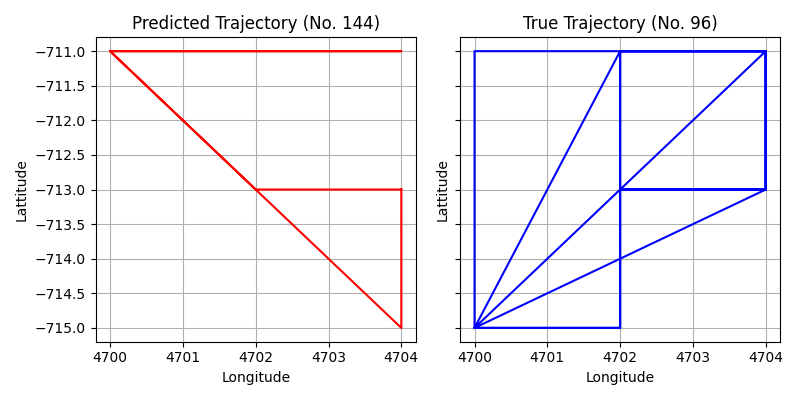 Predicted Trajectory (No. 144)
−711.0
−711.5
−712.0
−712.5
−713.0
−713.5
−714.0
−714.5
−715.0
Lattitude
4700 4701 4702 4703 4704
Longitude
True Trajectory (No. 96)
Lattitude
4700 4701 4702 4703 4704
Longitude